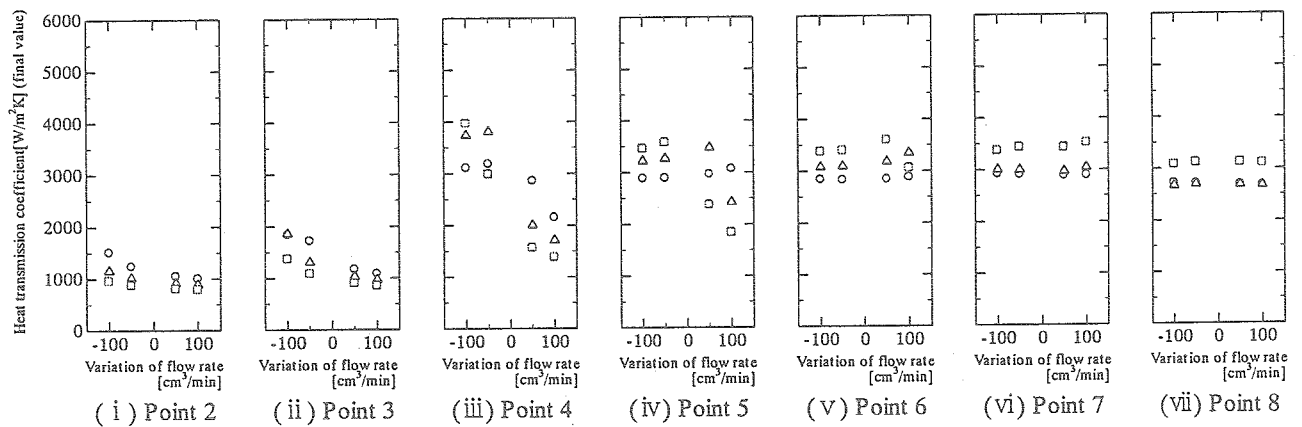 Heat transmission coefficient[W/m²K] (final value)
6000
5000
4000
3000
2000
1000
0
-100 0 100
-100 0 100
-100 0 100
-100 0 100
-100 0 100
-100 0 100
-100 0 100
Variation of flow rate
[cm³/min]
Variation of flow rate
[cm³/min]
Variation of flow rate
[cm³/min]
Variation of flow rate
[cm³/min]
Variation of flow rate
[cm³/min]
Variation of flow rate
[cm³/min]
Variation of flow rate
[cm³/min]
(i) Point 2
(ii) Point 3
(iii) Point 4
(iv) Point 5
(v) Point 6
(vi) Point 7
(vii) Point 8